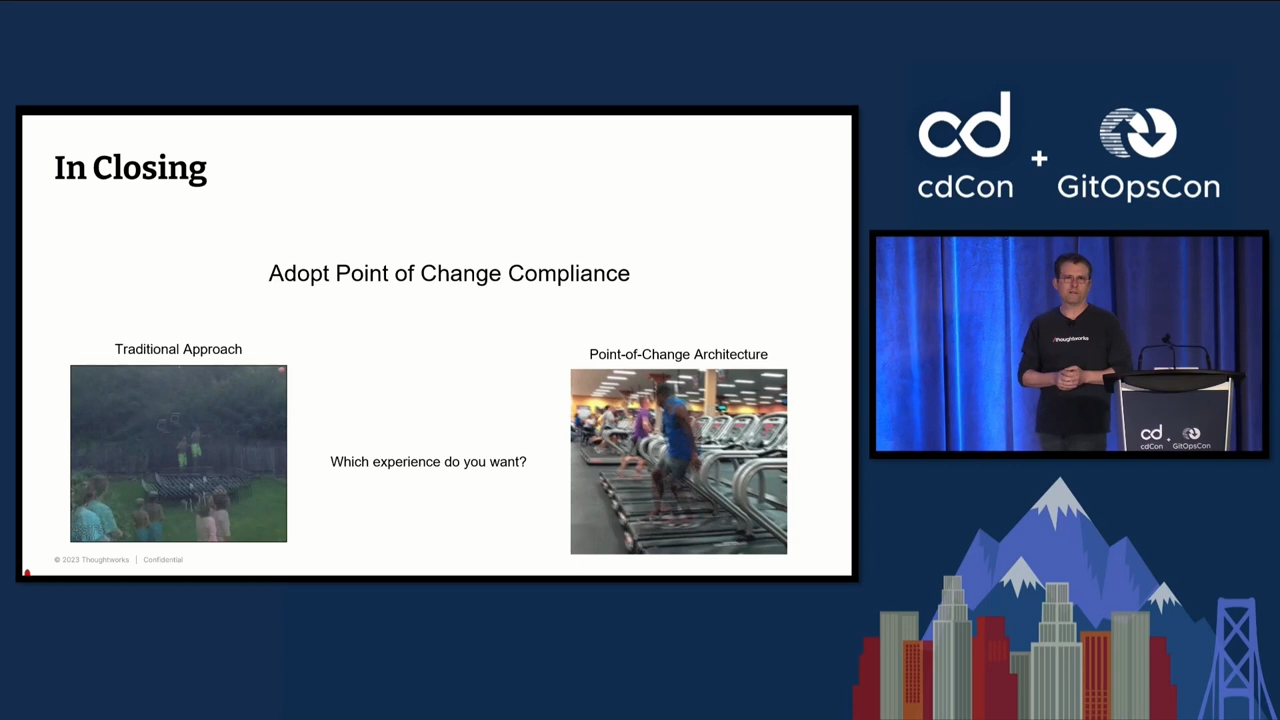 In Closing
Adopt Point of Change Compliance
Traditional Approach
Point-of-Change Architecture
Which experience do you want?
© 2023 Thoughtworks | Confidential
cd
cdCon
+
GitOpsCon
/thoughtworks
cd
cdCon
+
GitOpsCon